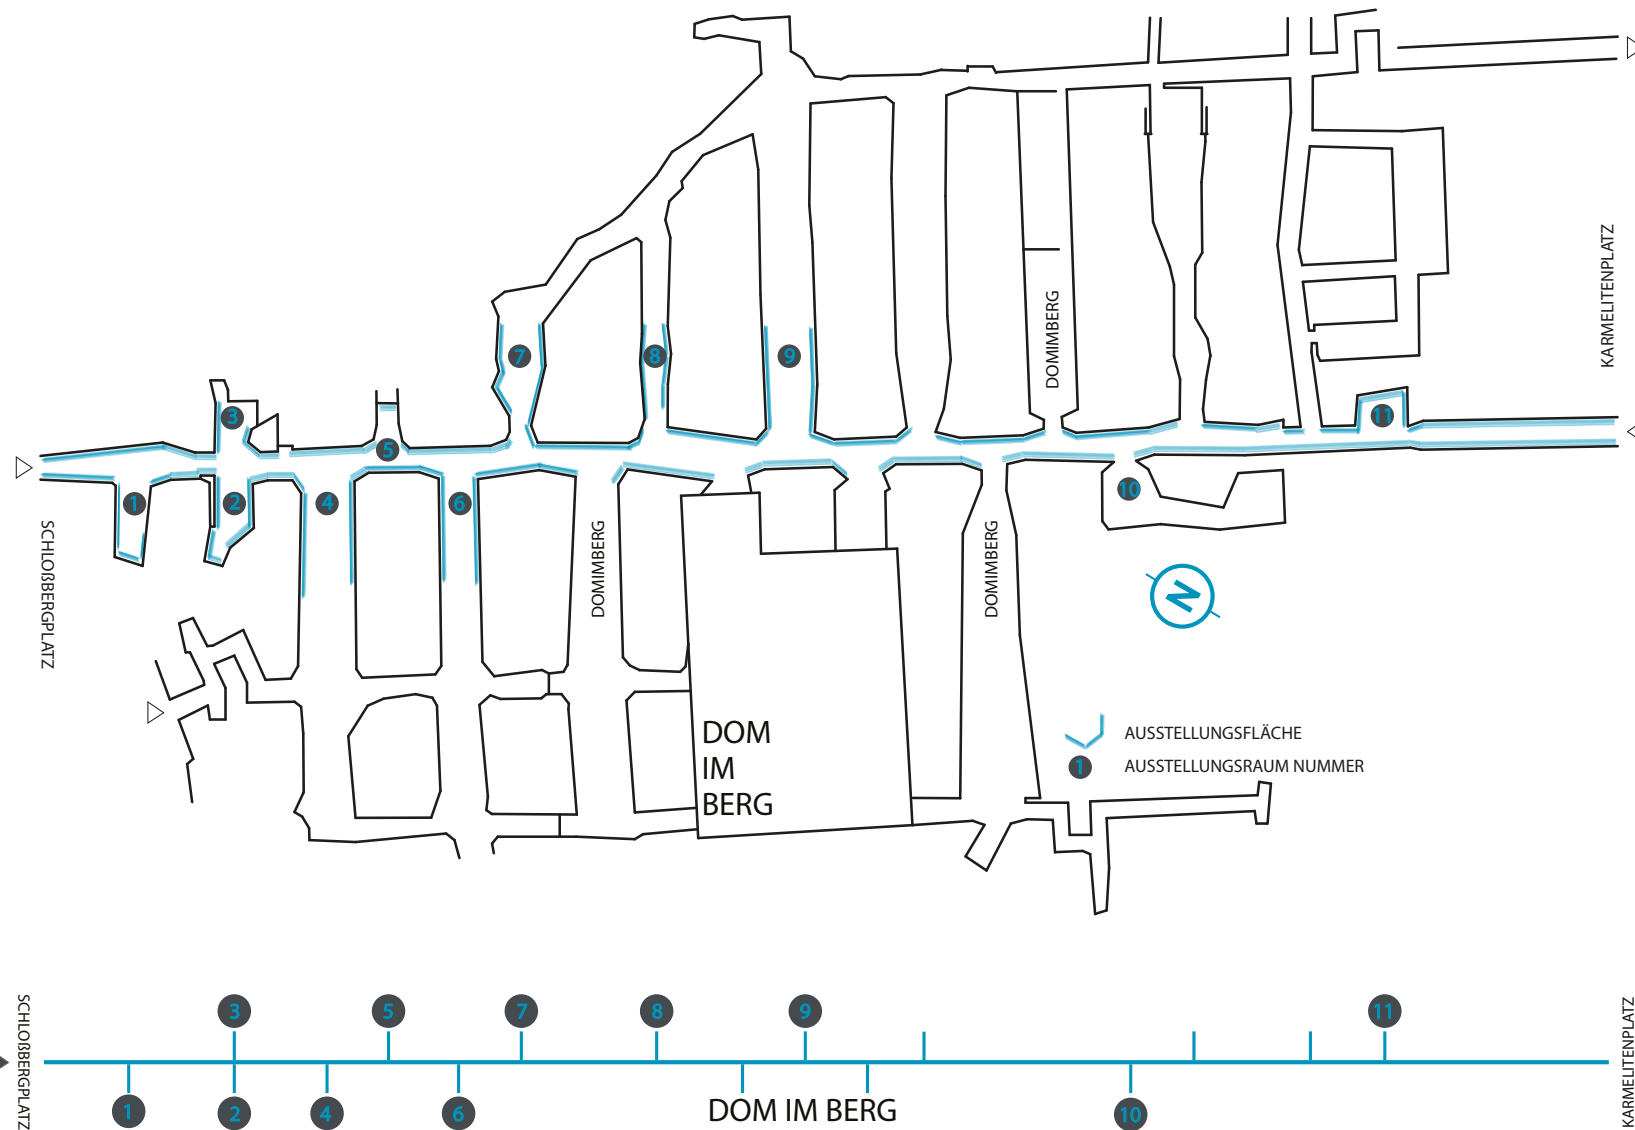 KARMELITENPLATZ
DOMIMBERG
7
8
9
3
5
11
1
2
4
6
10
SCHLOßBERGPLATZ
DOMIMBERG
DOMIMBERG
N
DOM
IM
BERG
AUSSTELLUNGSFLÄCHE
1 AUSSTELLUNGSRAUM NUMMER
SCHLOßBERGPLATZ
3
5
7
8
9
11
KARMELITENPLATZ
1
2
4
6
DOM IM BERG
10